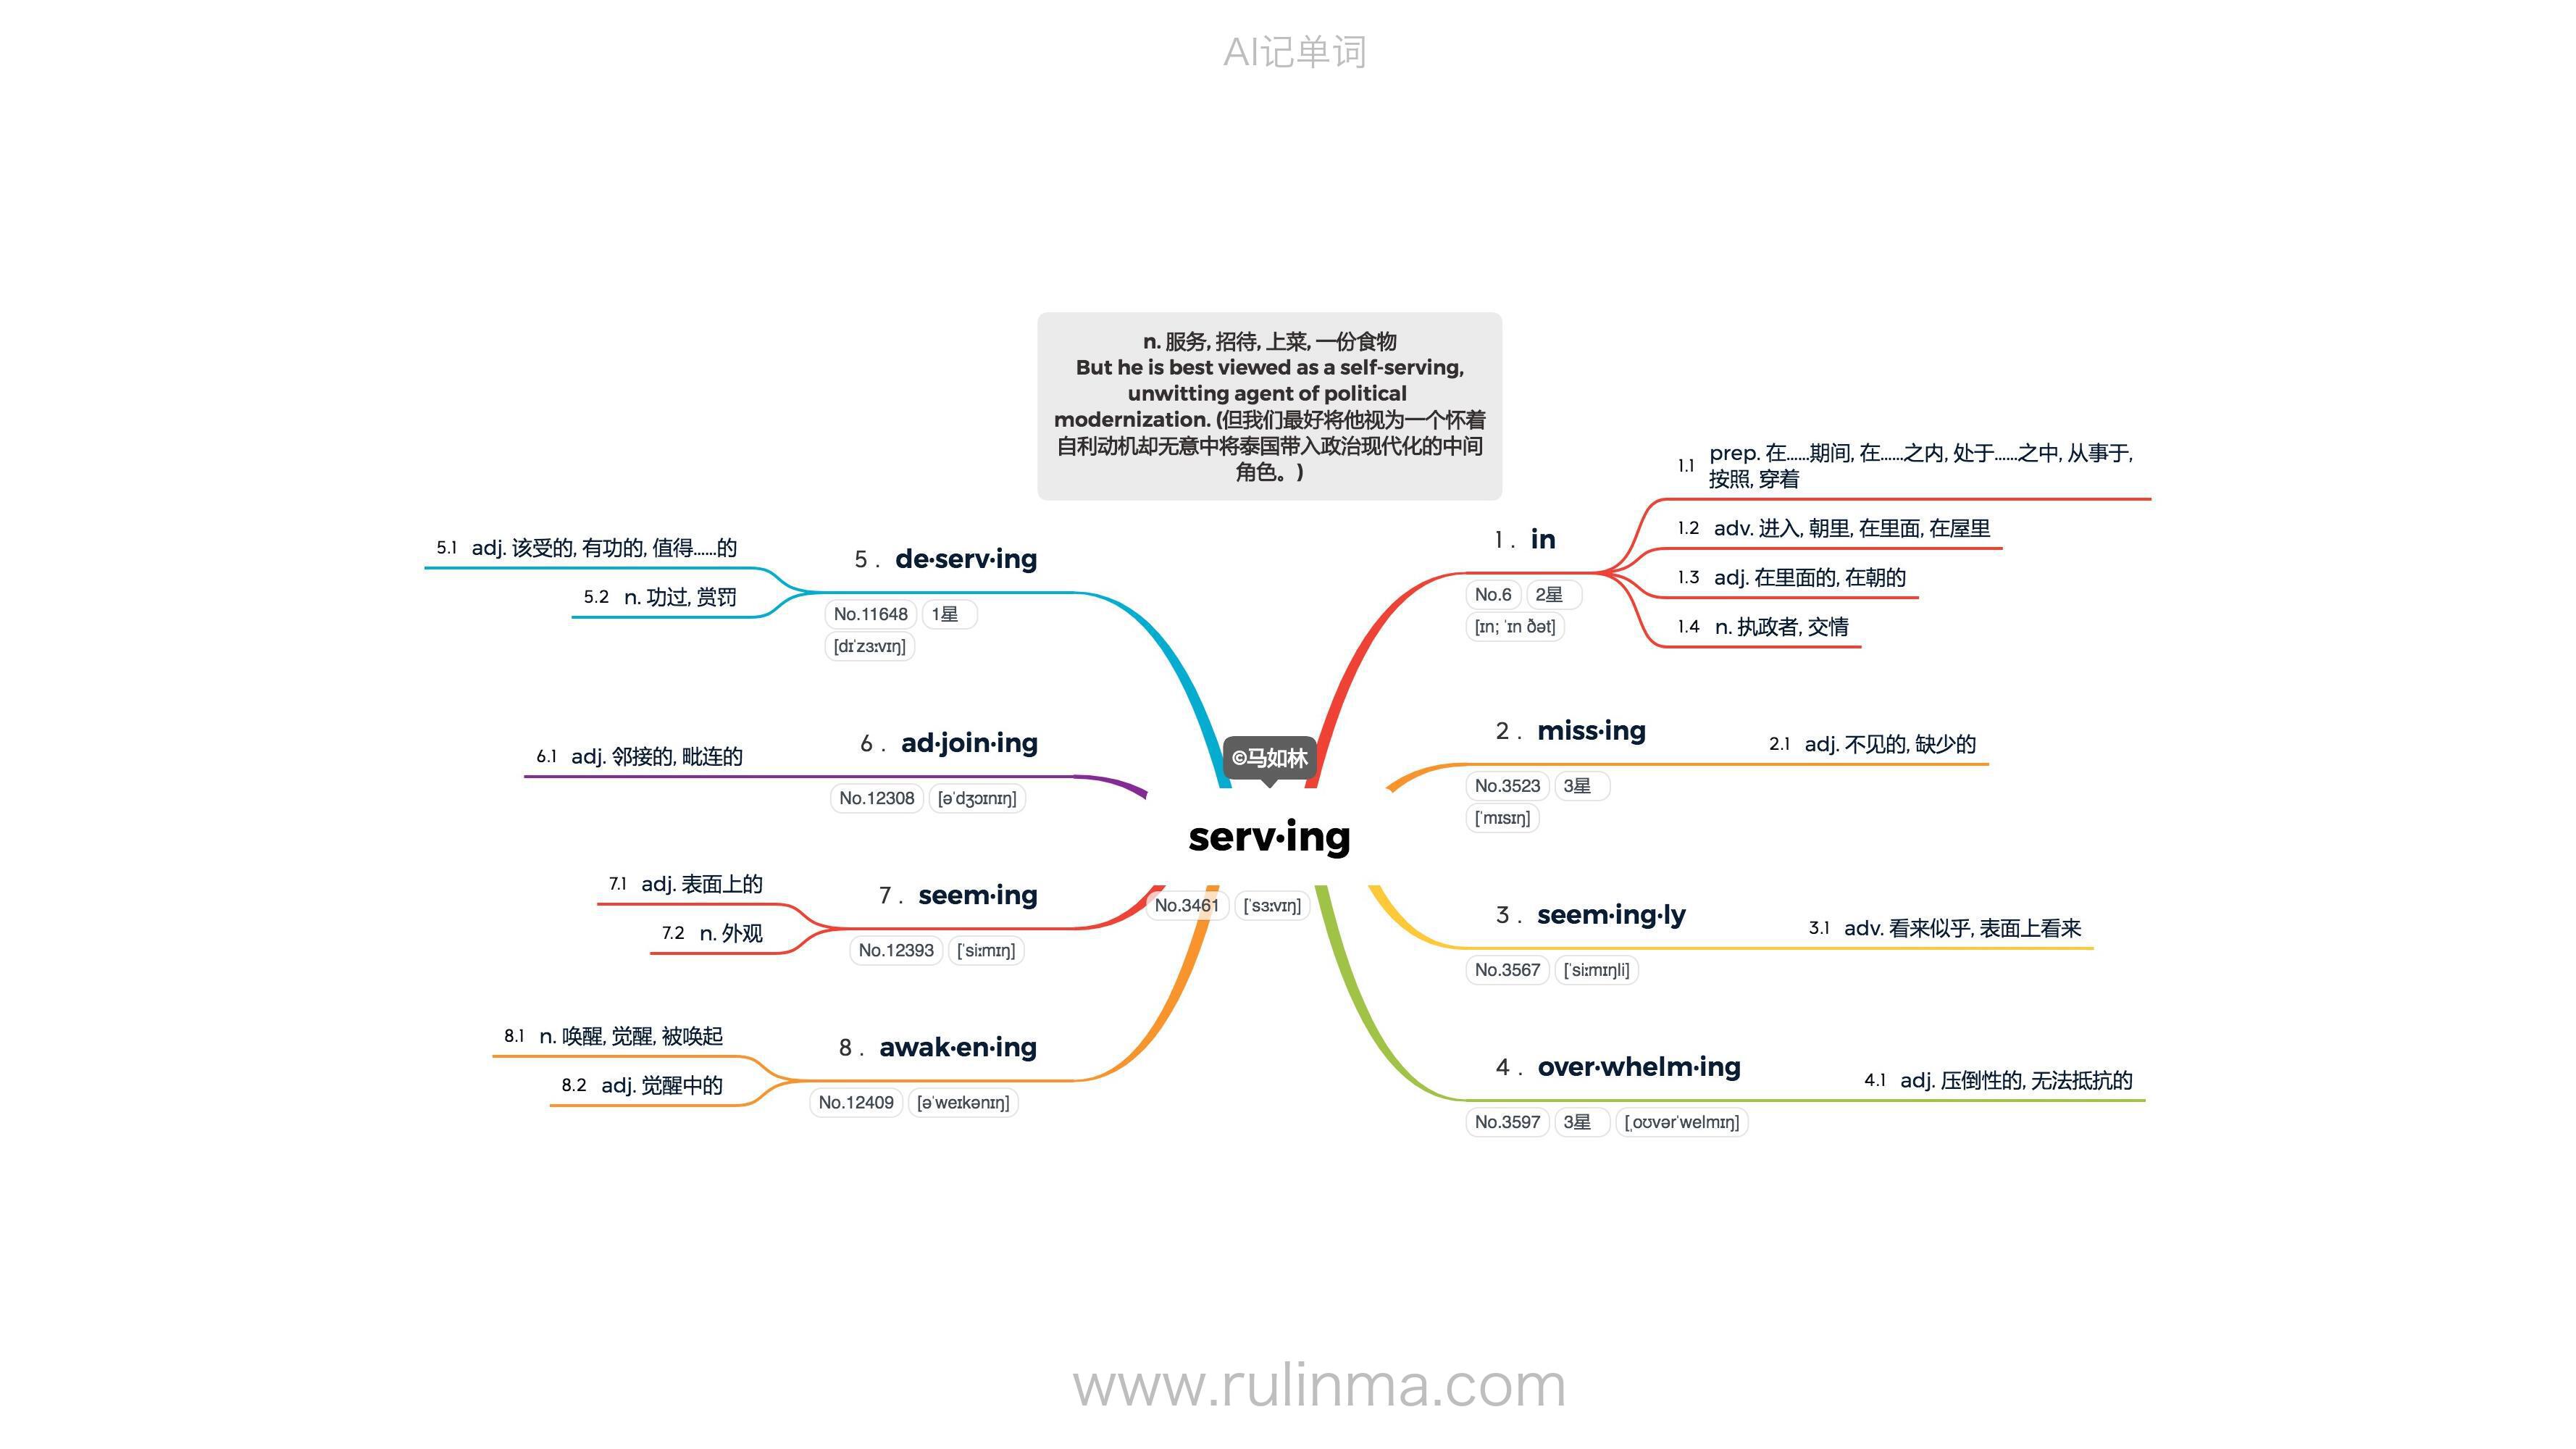 AI记单词
n. 服务, 招待, 上菜, 一份食物
But he is best viewed as a self-serving,
unwitting agent of political
modernization. (但我们最好将他视为一个怀着
自利动机却无意中将泰国带入政治现代化的中间
角色。)
©马如林
serv·ing
No.3461 [ˈsɜːvɪŋ]
1 . in
No.6 2星
[ɪn; ˈɪn ðət]
1.1 prep. 在……期间, 在……之内, 处于……之中, 从事于,
按照, 穿着
1.2 adv. 进入, 朝里, 在里面, 在屋里
1.3 adj. 在里面的, 在朝的
1.4 n. 执政者, 交情
2 . miss·ing
No.3523 3星
[ˈmɪsɪŋ]
2.1 adj. 不见的, 缺少的
3 . seem·ing·ly
No.3567 [ˈsiːmɪŋli]
3.1 adv. 看来似乎, 表面上看来
4 . over·whelm·ing
No.3597 3星 [ˌoʊvərˈwelmɪŋ]
4.1 adj. 压倒性的, 无法抵抗的
5 . de·serv·ing
No.11648 1星
[dɪˈzɜːvɪŋ]
5.1 adj. 该受的, 有功的, 值得……的
5.2 n. 功过, 赏罚
6 . ad·join·ing
No.12308 [əˈdʒɔɪnɪŋ]
6.1 adj. 邻接的, 毗连的
7 . seem·ing
No.12393 [ˈsiːmɪŋ]
7.1 adj. 表面上的
7.2 n. 外观
8 . awak·en·ing
No.12409 [əˈweɪkənɪŋ]
8.1 n. 唤醒, 觉醒, 被唤起
8.2 adj. 觉醒中的
www.rulinma.com